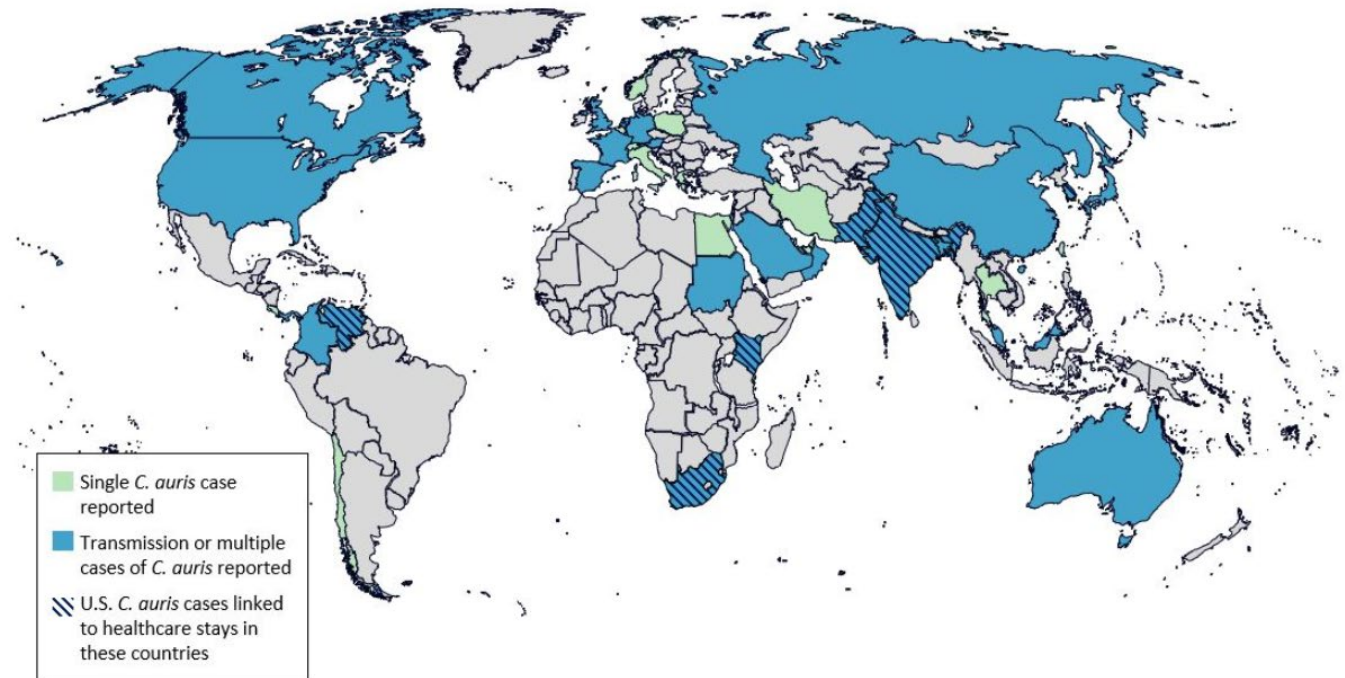 Single C. auris case
reported
Transmission or multiple
cases of C. auris reported
U.S. C. auris cases linked
to healthcare stays in
these countries